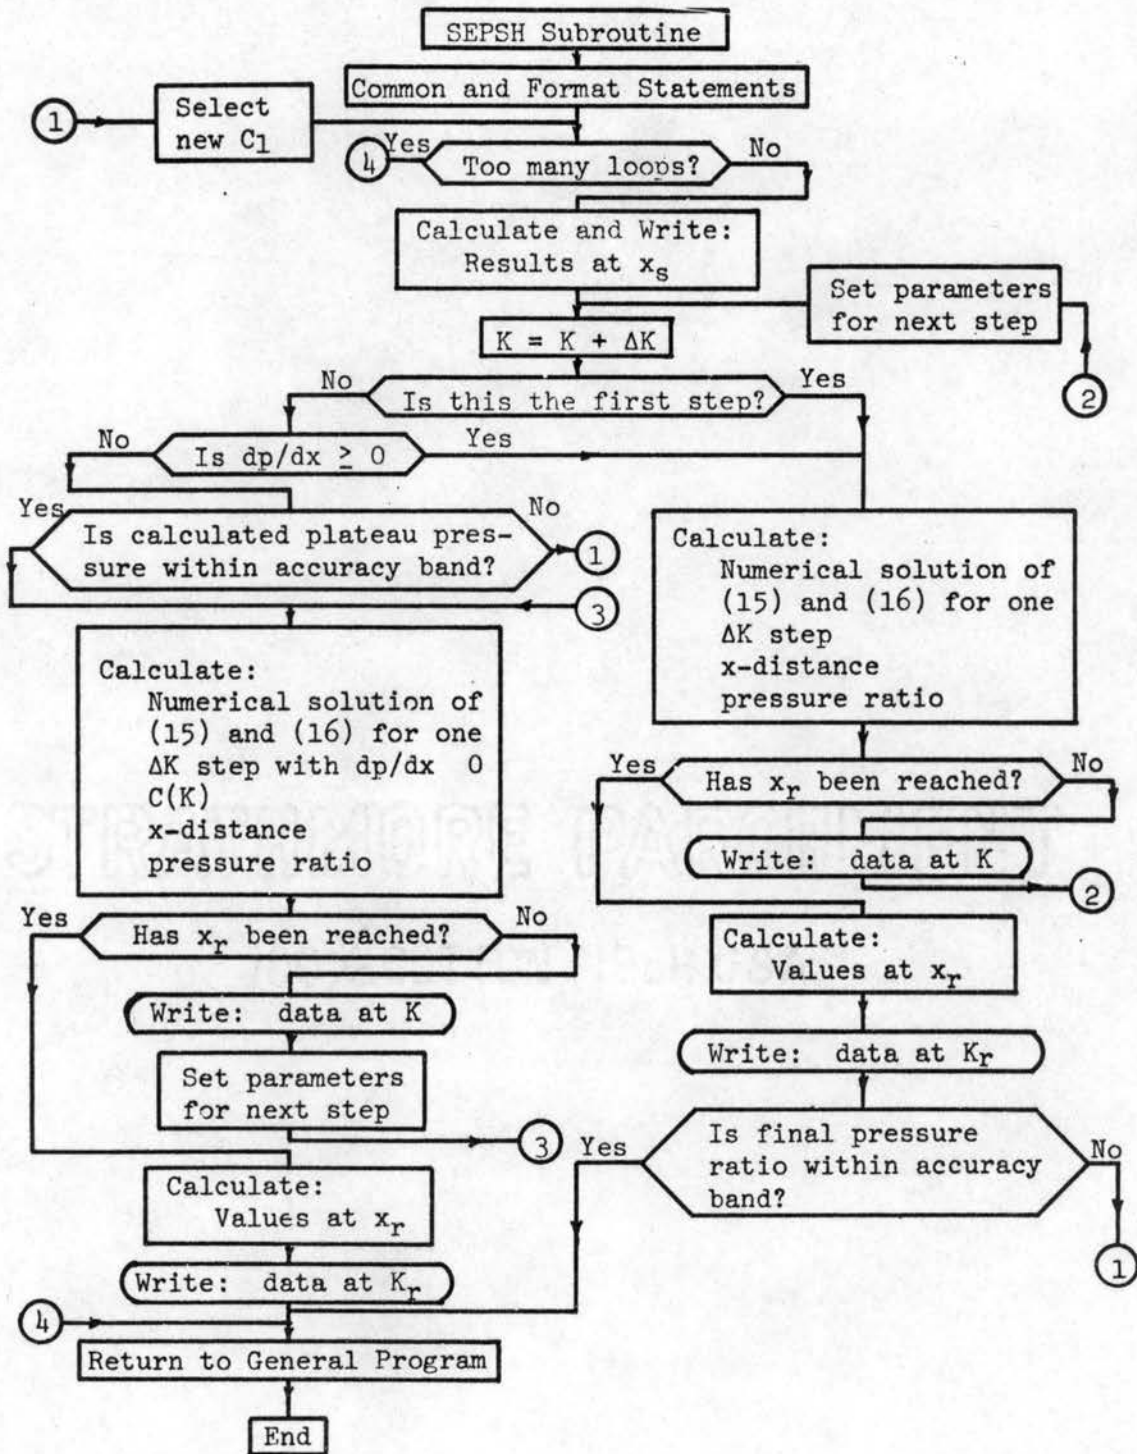 SEPSH Subroutine
Common and Format Statements
1
Select
new C1
4
Yes
Too many loops?
No
Calculate and Write:
Results at xs
Set parameters
for next step
K = K + ΔK
2
No
Is this the first step?
Yes
No
Is dp/dx ≥ 0
Yes
Yes
Is calculated plateau pres-
sure within accuracy band?
No
1
3
Calculate:
Numerical solution of
(15) and (16) for one
ΔK step
x-distance
pressure ratio
Calculate:
Numerical solution of
(15) and (16) for one
ΔK step with dp/dx 0
C(K)
x-distance
pressure ratio
Yes
Has xr been reached?
No
Write: data at K
2
Yes
Has xr been reached?
No
Calculate:
Values at xr
Write: data at K
Write: data at Kr
Set parameters
for next step
3
Yes
Is final pressure
ratio within accuracy
band?
No
1
Calculate:
Values at xr
Write: data at Kr
4
Return to General Program
End